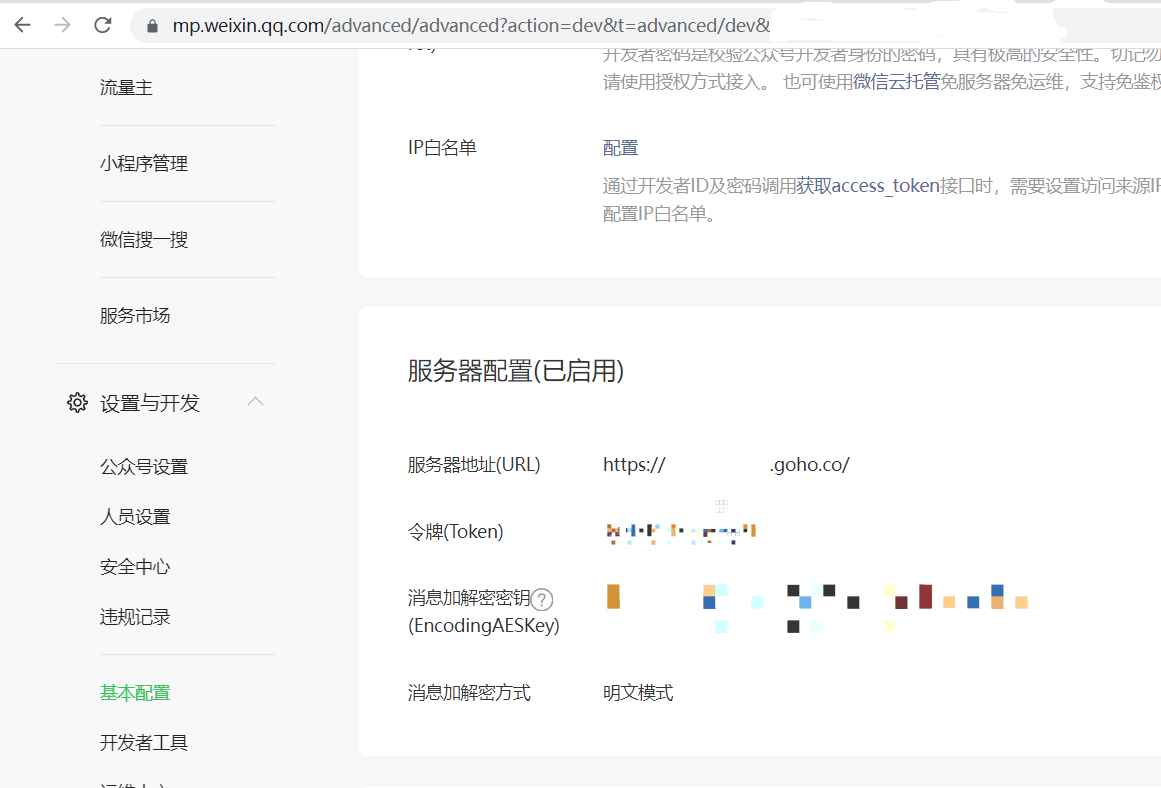 mp.weixin.qq.com/advanced/advanced?action=dev&t=advanced/dev&
流量主
小程序管理
微信搜一搜
服务市场
设置与开发
公众号设置
人员设置
安全中心
违规记录
基本配置
开发者工具
开发者密码是校验公众号开发者身份的密码，具有极高的安全性。切记勿
请使用授权方式接入。 也可使用微信云托管免服务器免运维，支持免鉴权
IP白名单
配置
通过开发者ID及密码调用获取access_token接口时，需要设置访问来源IP
配置IP白名单。
服务器配置(已启用)
服务器地址(URL)
https:// .goho.co/
令牌(Token)
消息加解密密钥?
(EncodingAESKey)
消息加解密方式
明文模式